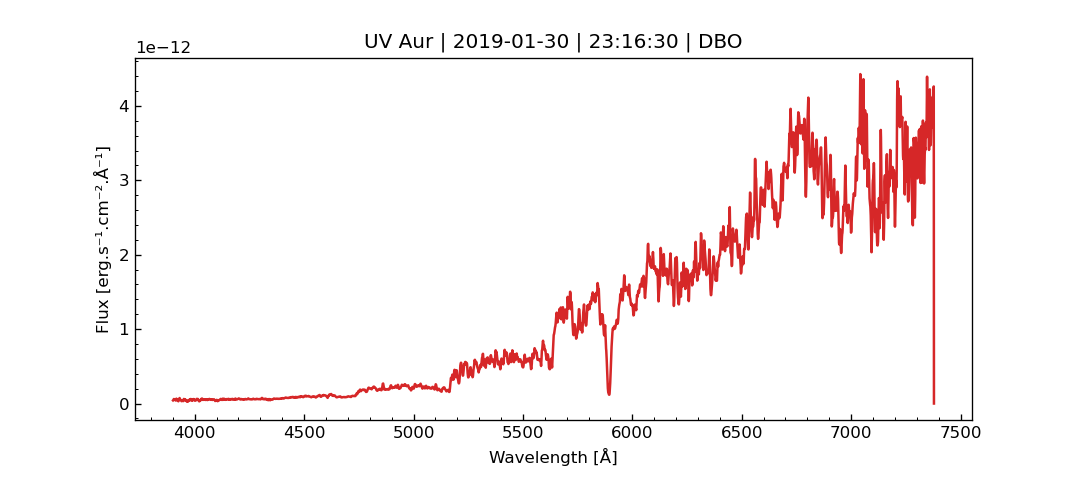 UV Aur | 2019-01-30 | 23:16:30 | DBO
1e−12
4
3
2
1
0
Flux [erg.s⁻¹.cm⁻².Å⁻¹]
4000 4500 5000 5500 6000 6500 7000 7500
Wavelength [Å]